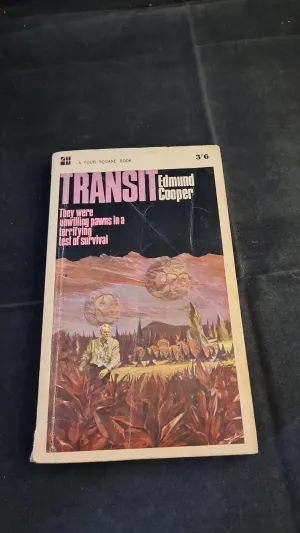 A FOUR SQUARE BOOK
3'6
TRANSIT
Edmund
Cooper
They were
unwilling pawns in a
terrifying
test of survival